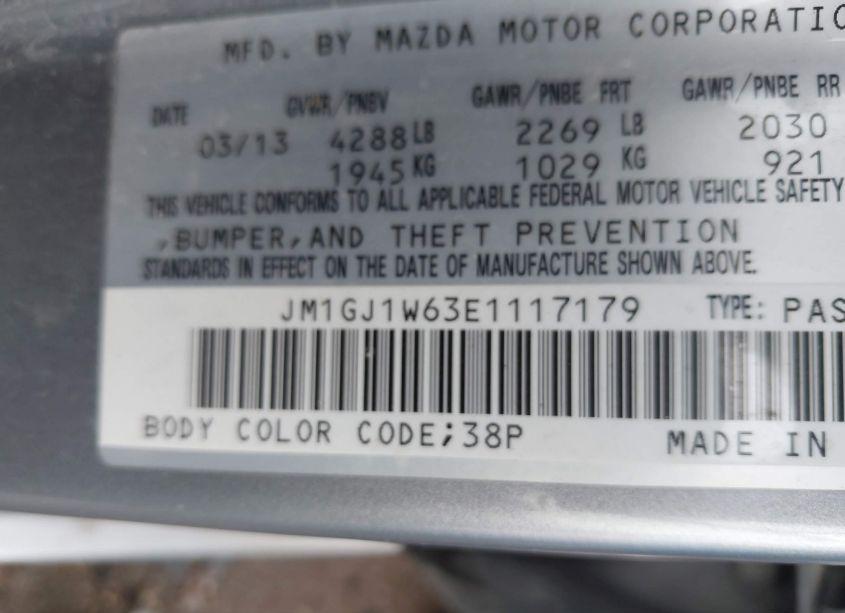 MFD. BY MAZDA MOTOR CORPORATIO
DATE GVWR/PNBV GAWR/PNBE FRT GAWR/PNBE RR
03/13 4288 LB 2269 LB 2030
1945 KG 1029 KG 921
THIS VEHICLE CONFORMS TO ALL APPLICABLE FEDERAL MOTOR VEHICLE SAFETY
,BUMPER,AND THEFT PREVENTION
STANDARDS IN EFFECT ON THE DATE OF MANUFACTURE SHOWN ABOVE.
JM1GJ1W63E1117179 TYPE: PAS
BODY COLOR CODE;38P MADE IN